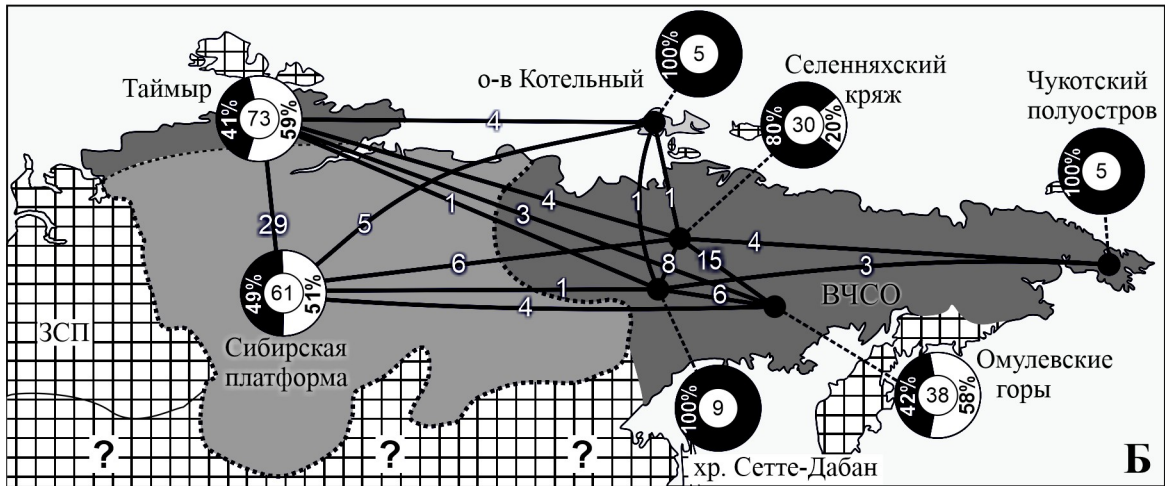 100%
5
о-в Котельный
Селенняхский
кряж
80%
30
20%
Чукотский
полуостров
100%
5
Таймыр
41%
73
59%
4
29
5
1
3
4
1
1
6
8
15
4
3
1
6
4
ВЧСО
49%
61
51%
ЗСП
Сибирская
платформа
Омулевские
горы
42%
38
58%
100%
9
хр. Сетте-Дабан
?
?
?
Б